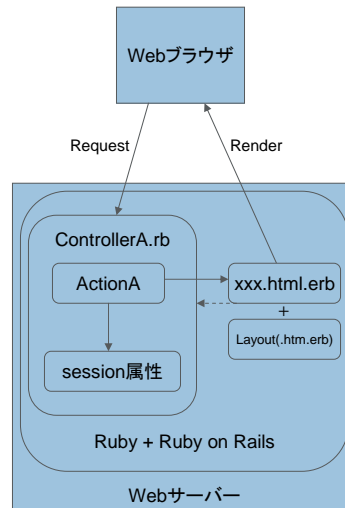 Webブラウザ
Request
Render
ControllerA.rb
ActionA
xxx.html.erb
+
Layout(.htm.erb)
session属性
Ruby + Ruby on Rails
Webサーバー